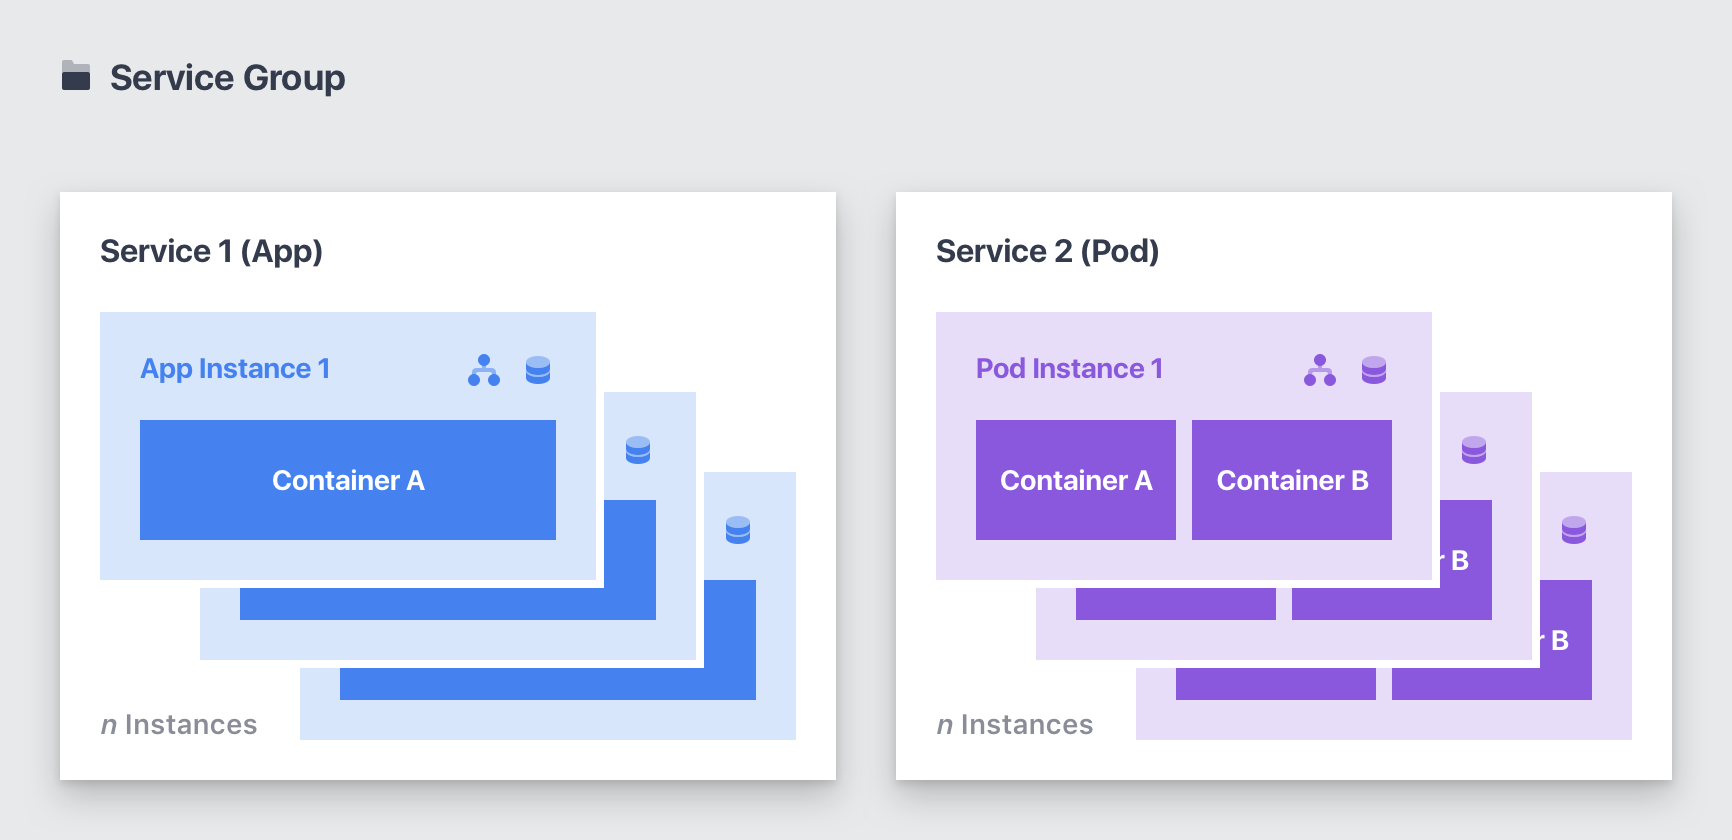 Service Group
Service 1 (App)
App Instance 1
Container A
n Instances
Service 2 (Pod)
Pod Instance 1
Container A
Container B
r B
r B
n Instances